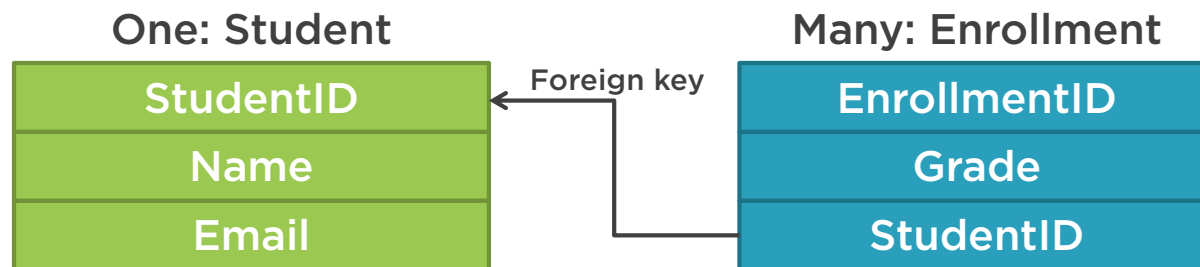 One: Student
StudentID
Name
Email
Foreign key
Many: Enrollment
EnrollmentID
Grade
StudentID